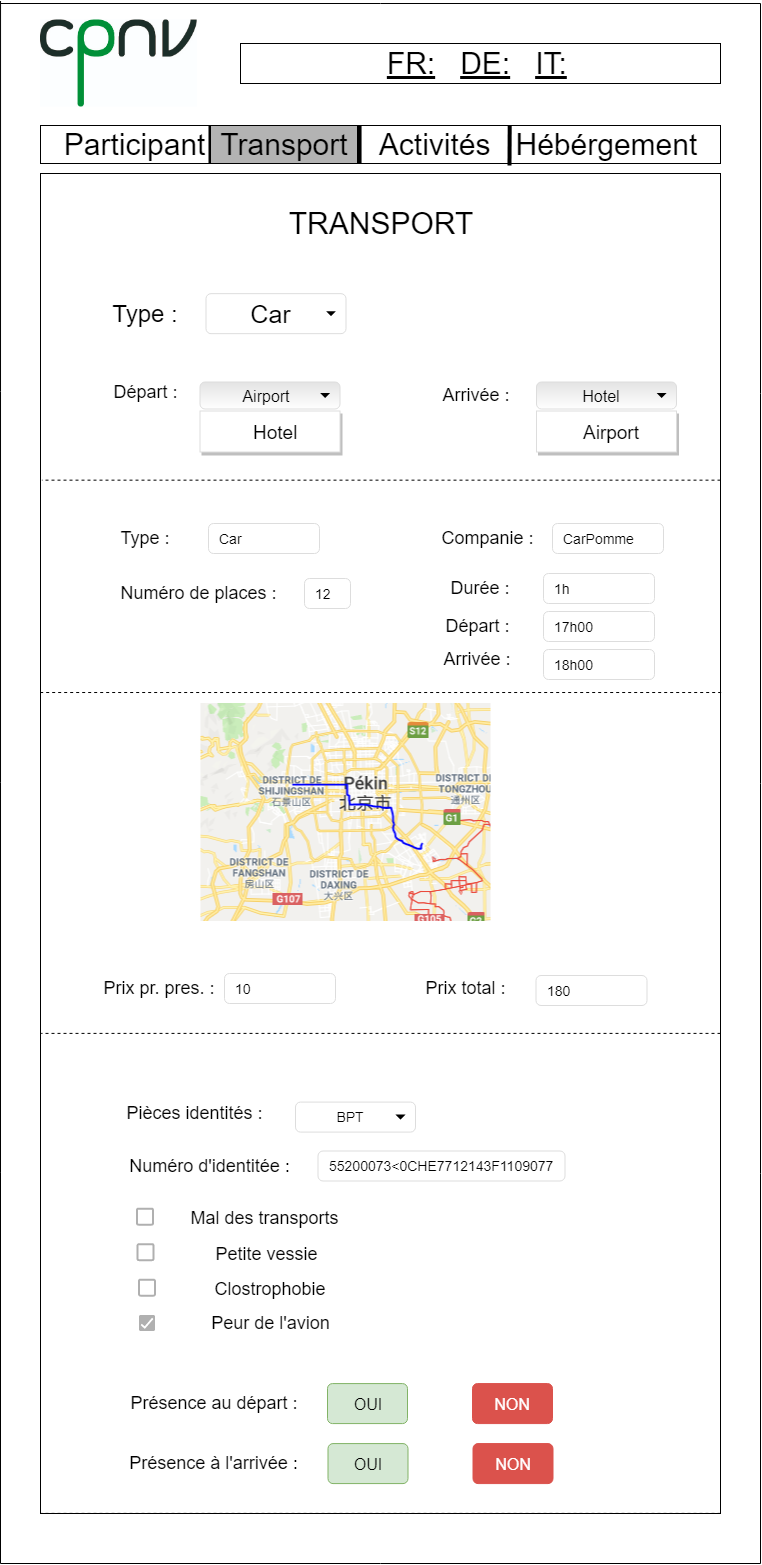 cpnv
FR: DE: IT:
Participant Transport Activités Hébérgement
TRANSPORT
Type : Car
Départ : Airport Arrivée : Hotel
Hotel Airport
Type : Car Companie : CarPomme
Numéro de places : 12 Durée : 1h
Départ : 17h00
Arrivée : 18h00
S12
DISTRICT DE
SHIJINGSHAN
石景山区
Pékin
北京市
DISTRICT DI
TONGZHOU
通州区
G1
DISTRICT DE
FANGSHAN
房山区
DISTRICT DE
DAXING
大兴区
G107
G105
G2
Prix pr. pres. : 10 Prix total : 180
Pièces identités : BPT
Numéro d'identitée : 55200073<0CHE7712143F1109077
Mal des transports
Petite vessie
Clostrophobie
Peur de l'avion
Présence au départ : OUI NON
Présence à l'arrivée : OUI NON